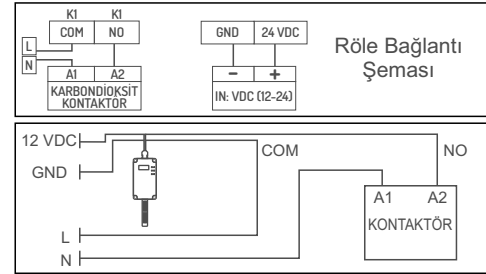 K1 K1
COM NO
L
N
A1 A2
KARBONDİOKSİT
KONTAKTÖR
GND 24 VDC
- +
IN: VDC (12-24)
Röle Bağlantı
Şeması
12 VDC
GND
L
N
COM
NO
A1 A2
KONTAKTÖR